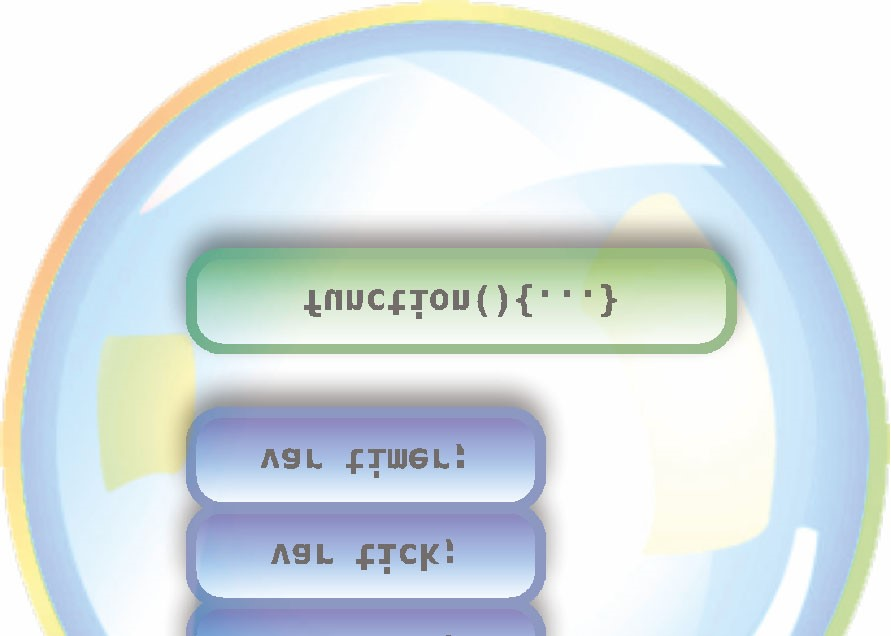 function(){...}
var timer;
var tick;